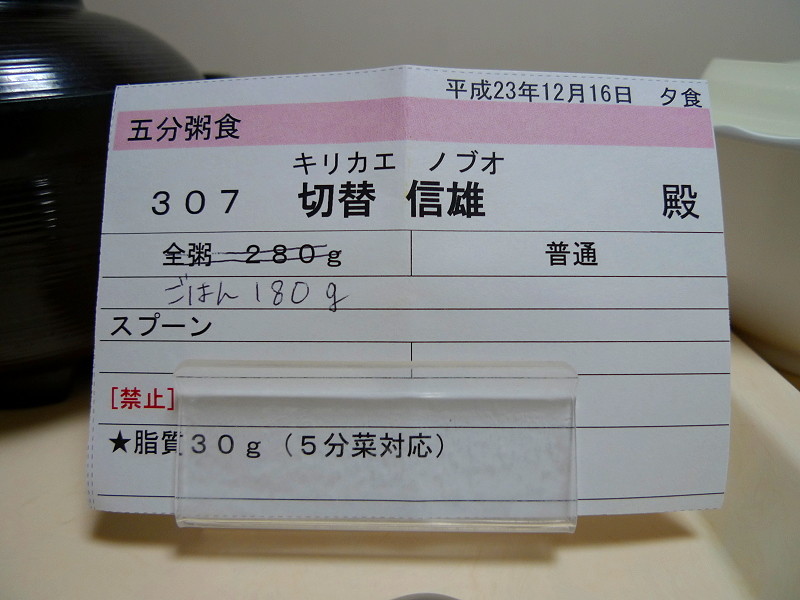 平成23年12月16日 夕食
五分粥食
キリカエ ノブオ
307 切替 信雄 殿
全粥 280g 普通
ごはん 180g
スプーン
[禁止]
★脂質30g(5分菜対応)